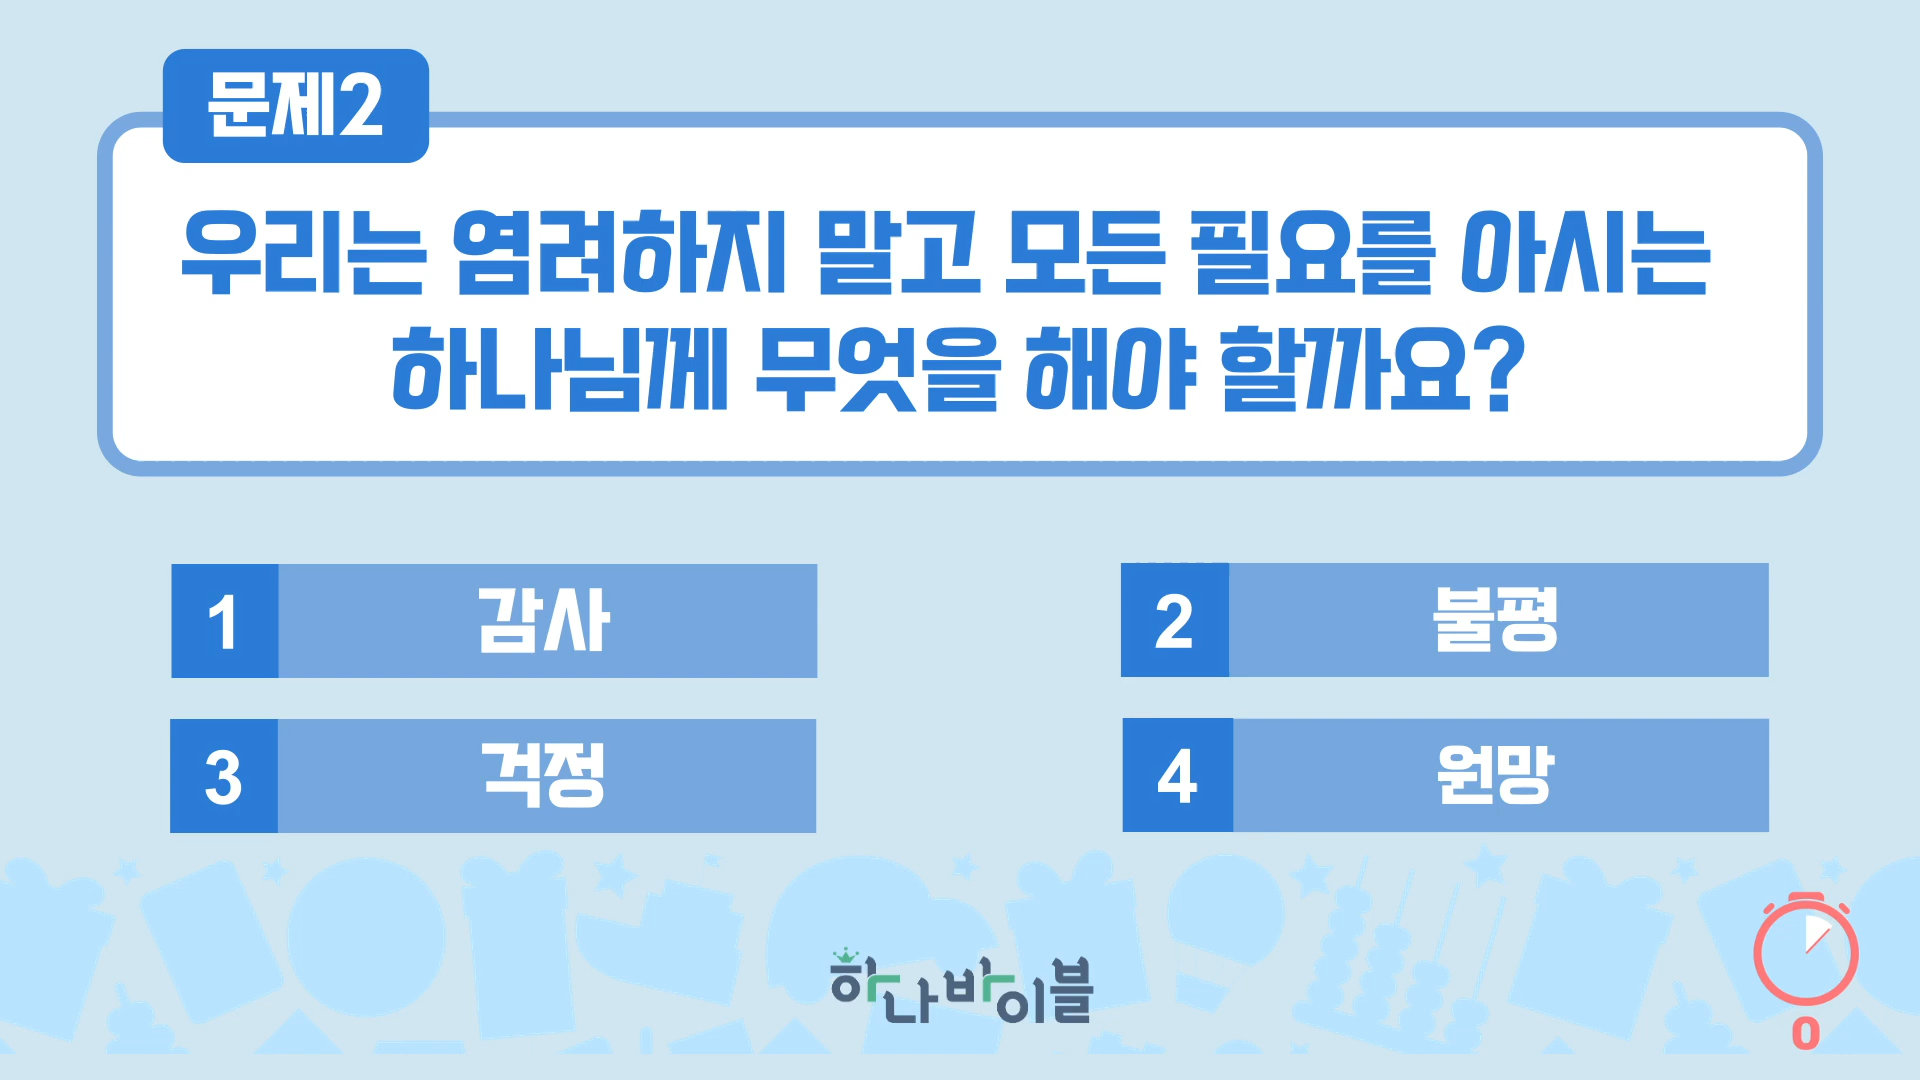 문제2
우리는 염려하지 말고 모든 필요를 아시는
하나님께 무엇을 해야 할까요?
1 감사
2 불평
3 걱정
4 원망
하나바이블
0